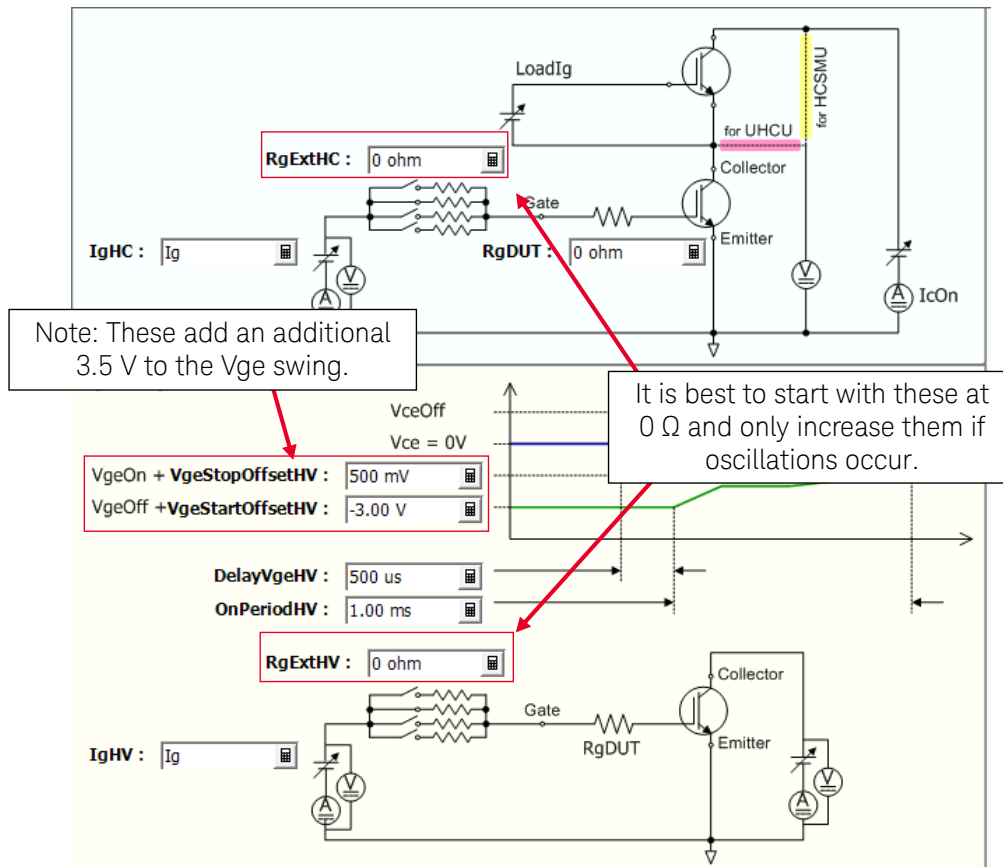 LoadIg
for HCSMU
for UHCU
RgExtHC : 0 ohm
Collector
Gate
IgHC : Ig
RgDUT : 0 ohm
Emitter
V
V
A
A IcOn
Note: These add an additional
3.5 V to the Vge swing.
It is best to start with these at
0 Ω and only increase them if
oscillations occur.
VceOff
Vce = 0V
VgeOn + VgeStopOffsetHV : 500 mV
VgeOff +VgeStartOffsetHV : -3.00 V
DelayVgeHV : 500 us
OnPeriodHV : 1.00 ms
RgExtHV : 0 ohm
Collector
Gate
RgDUT
Emitter
IgHV : Ig
V
V
A
A